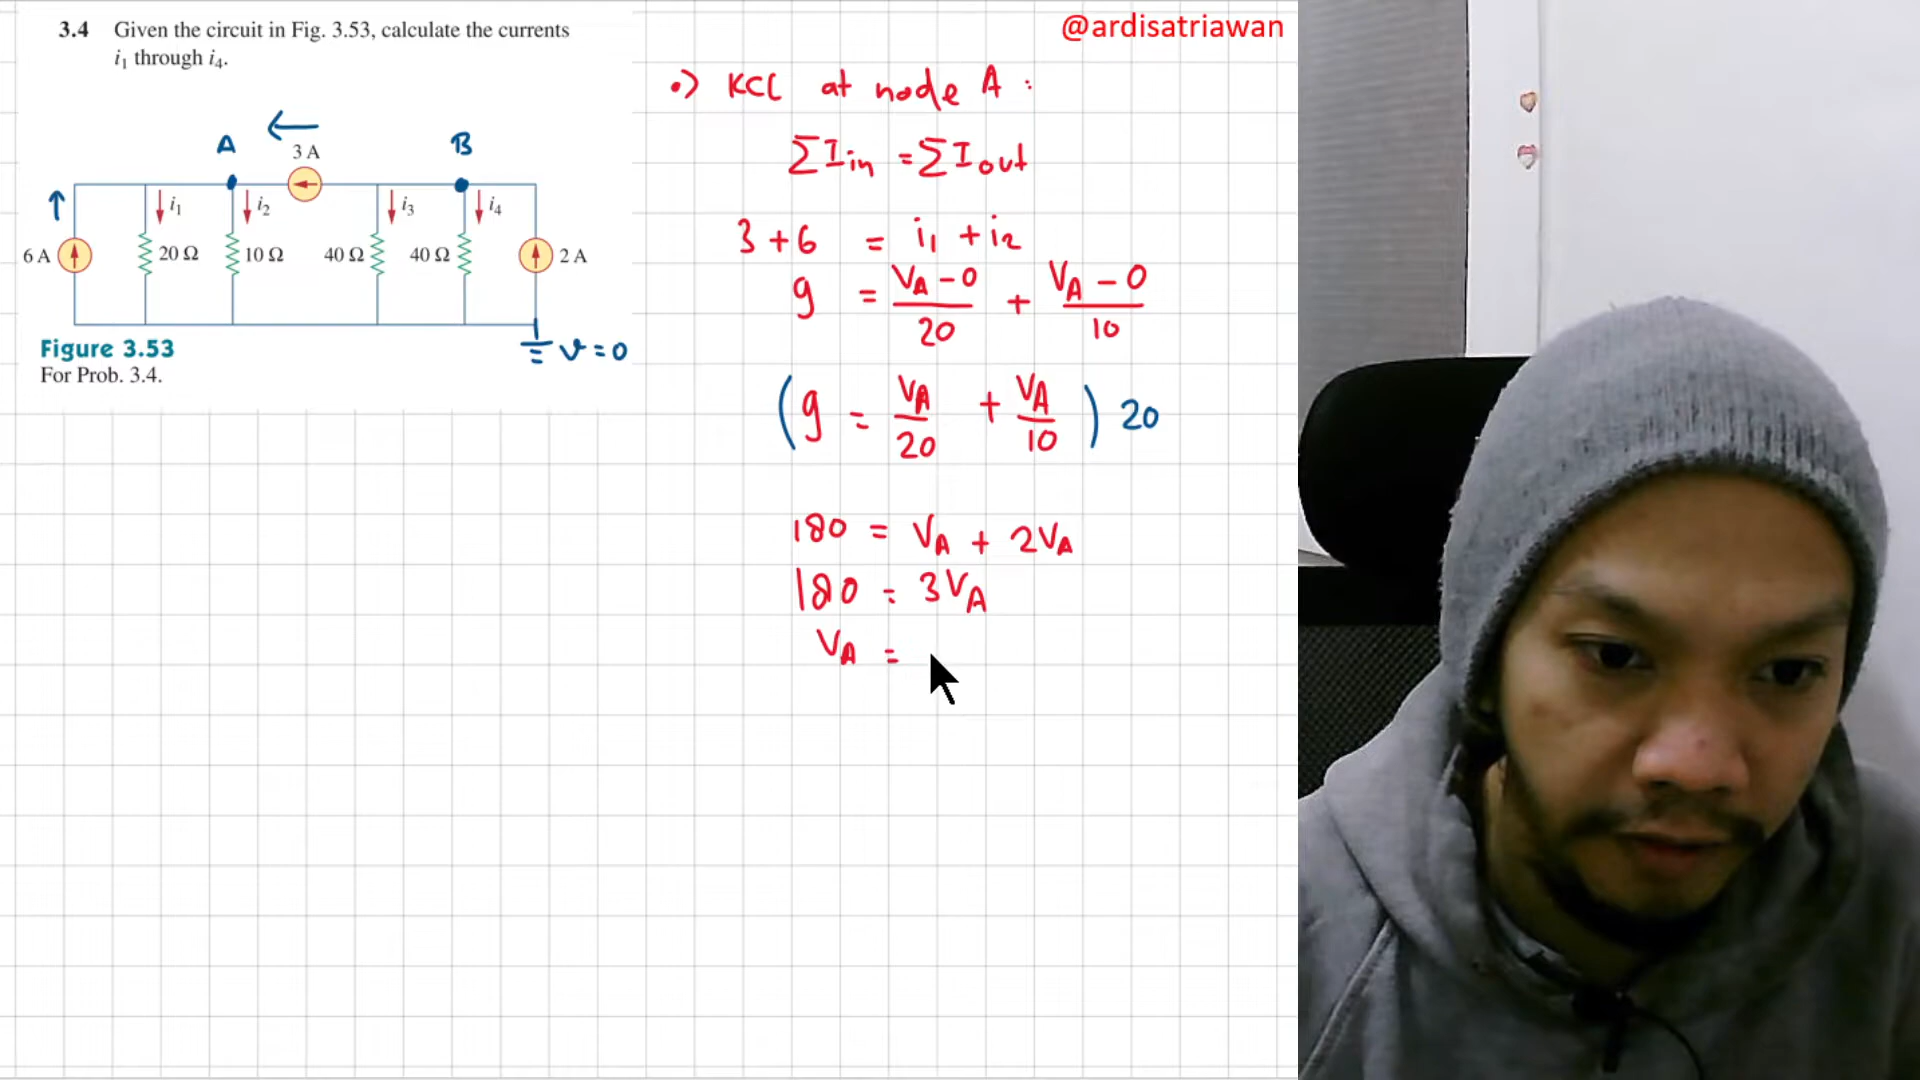 3.4 Given the circuit in Fig. 3.53, calculate the currents
i₁ through i₄.
A
←
B
3 A
i₁
i₂
i₃
i₄
6 A
20 Ω
10 Ω
40 Ω
40 Ω
2 A
Figure 3.53
For Prob. 3.4.
v = 0
@ardisatriawan
•) KCL at node A :
ΣIin = ΣIout
3 + 6 = i₁ + i₂
9 = (VA − 0)/20 + (VA − 0)/10
(9 = VA/20 + VA/10) 20
180 = VA + 2VA
180 = 3VA
VA =